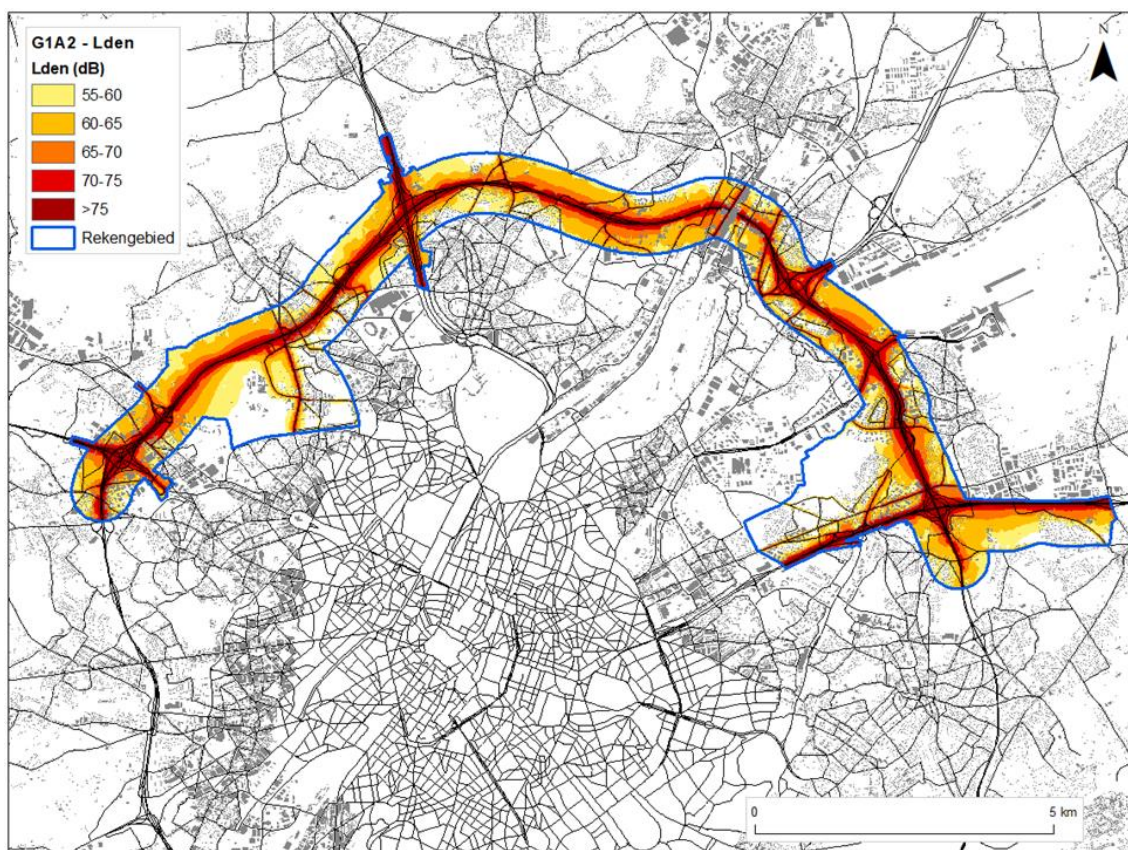 G1A2 - Lden
Lden (dB)
55-60
60-65
65-70
70-75
>75
Rekengebied
N
0
5 km